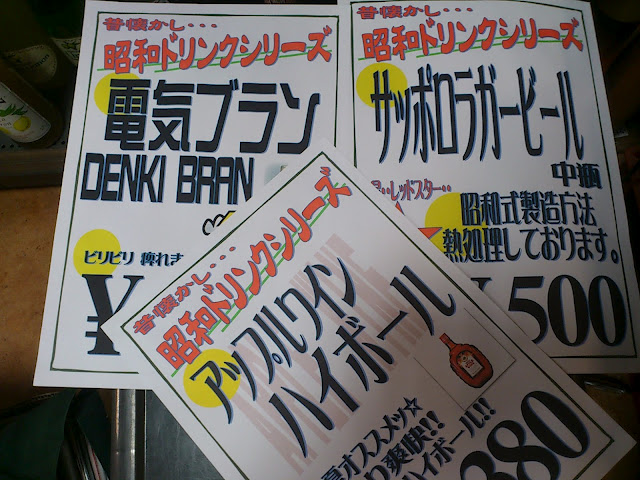 昔懐かし・・・
昭和ドリンクシリーズ
電気ブラン
DENKI BRAN
ビリビリ 痺れま
¥
昔懐かし・・・
昭和ドリンクシリーズ
サッポロラガービール
中瓶
レッドスター・・
昭和式製造方法
熱処理しております。
500
昔懐かし・・・
昭和ドリンクシリーズ
アップルワイン
ハイボール
オススメッ☆
り爽快!!
ハイボール!!
380